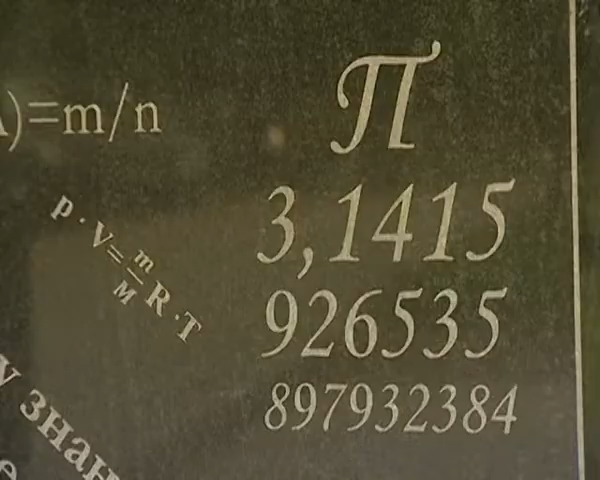 )=m/n
π
3,1415
926535
897932384
p · V = m/M R · T
у знан
е